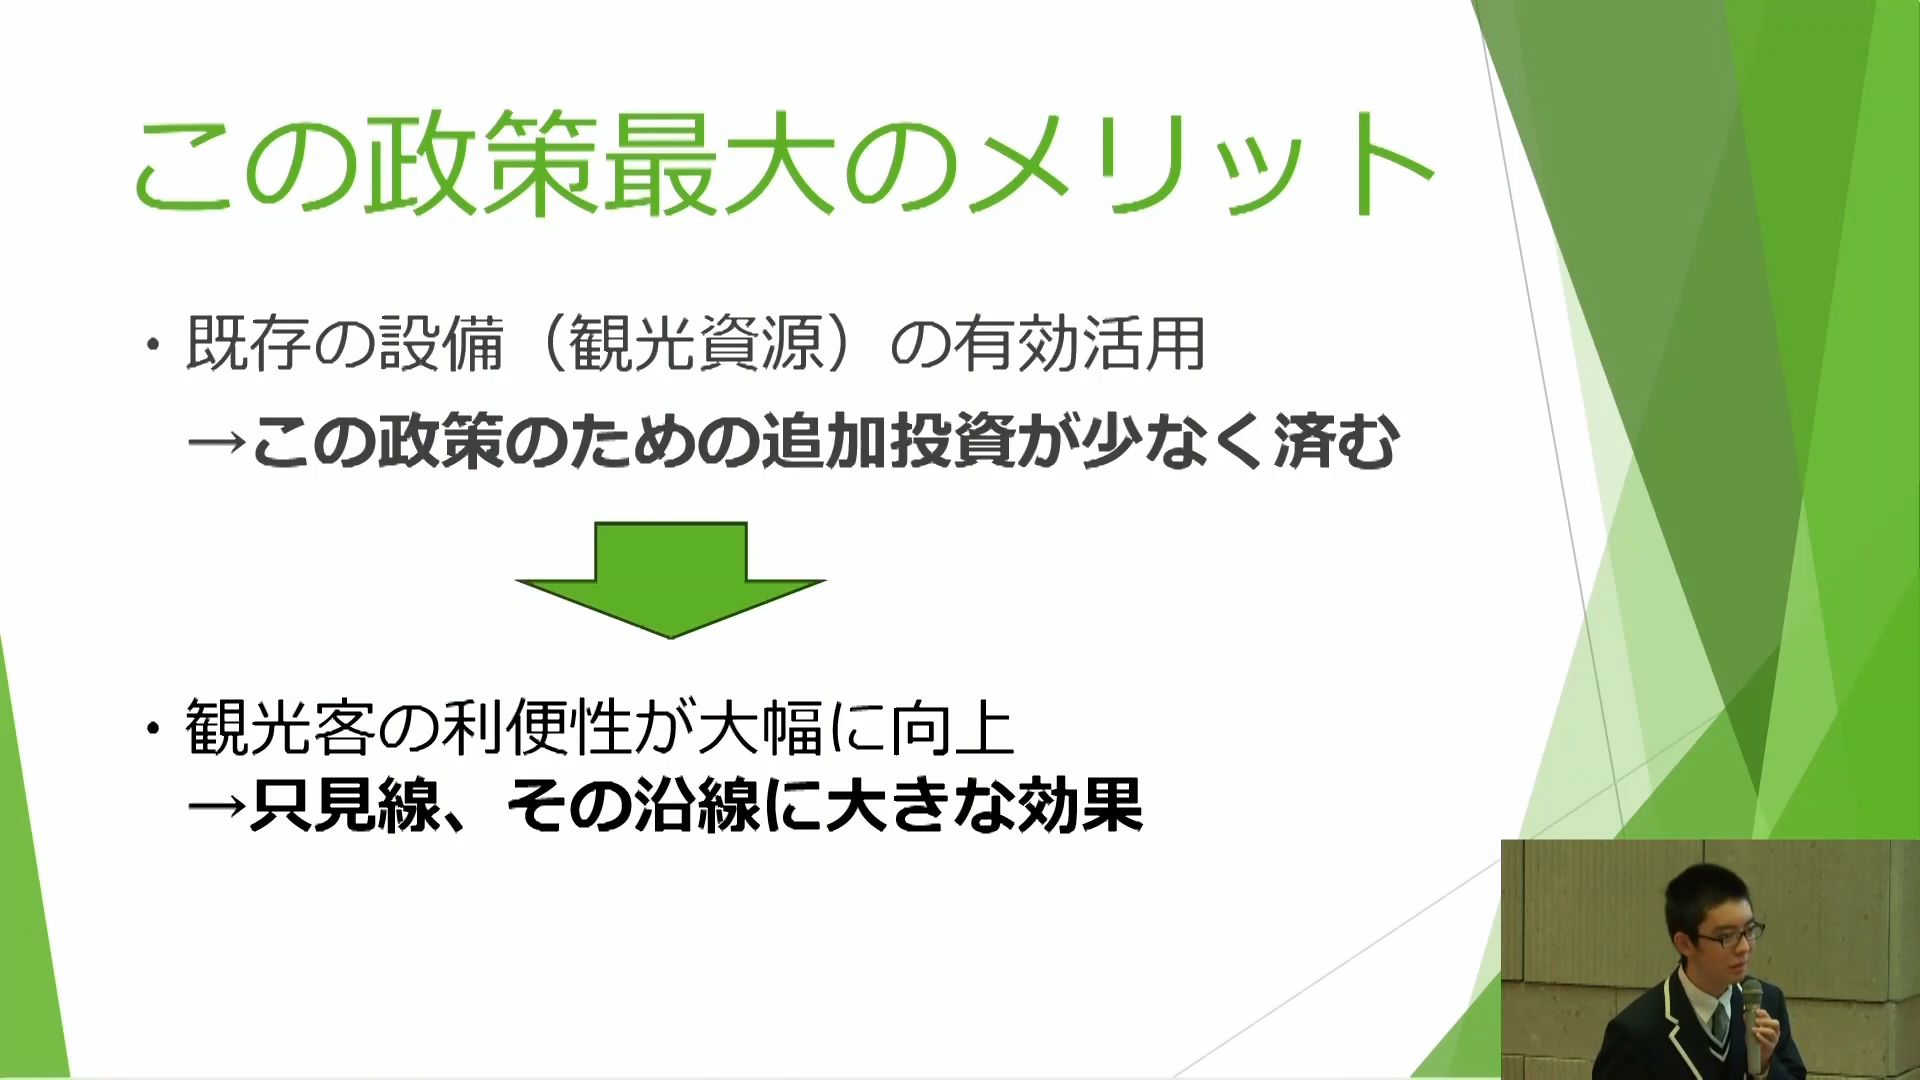 この政策最大のメリット
・既存の設備（観光資源）の有効活用
→この政策のための追加投資が少なく済む
・観光客の利便性が大幅に向上
→只見線、その沿線に大きな効果